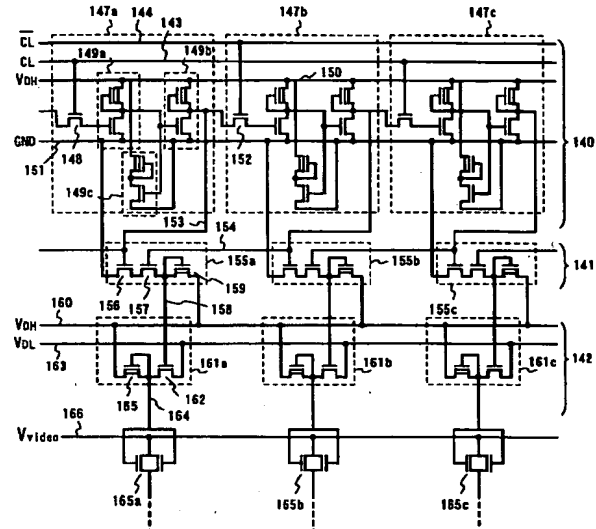 147a 144 143 147b 147c
C̅L̅ 149a 149b
CL
VDH 150
148 140
GND
151 152
149c
153 154
141
156 157 159 155a 155b 155c
158
160
VDH
VDL
163 161a 161b 161c 142
165 162
166 164
Vvideo
165a 165b 165c